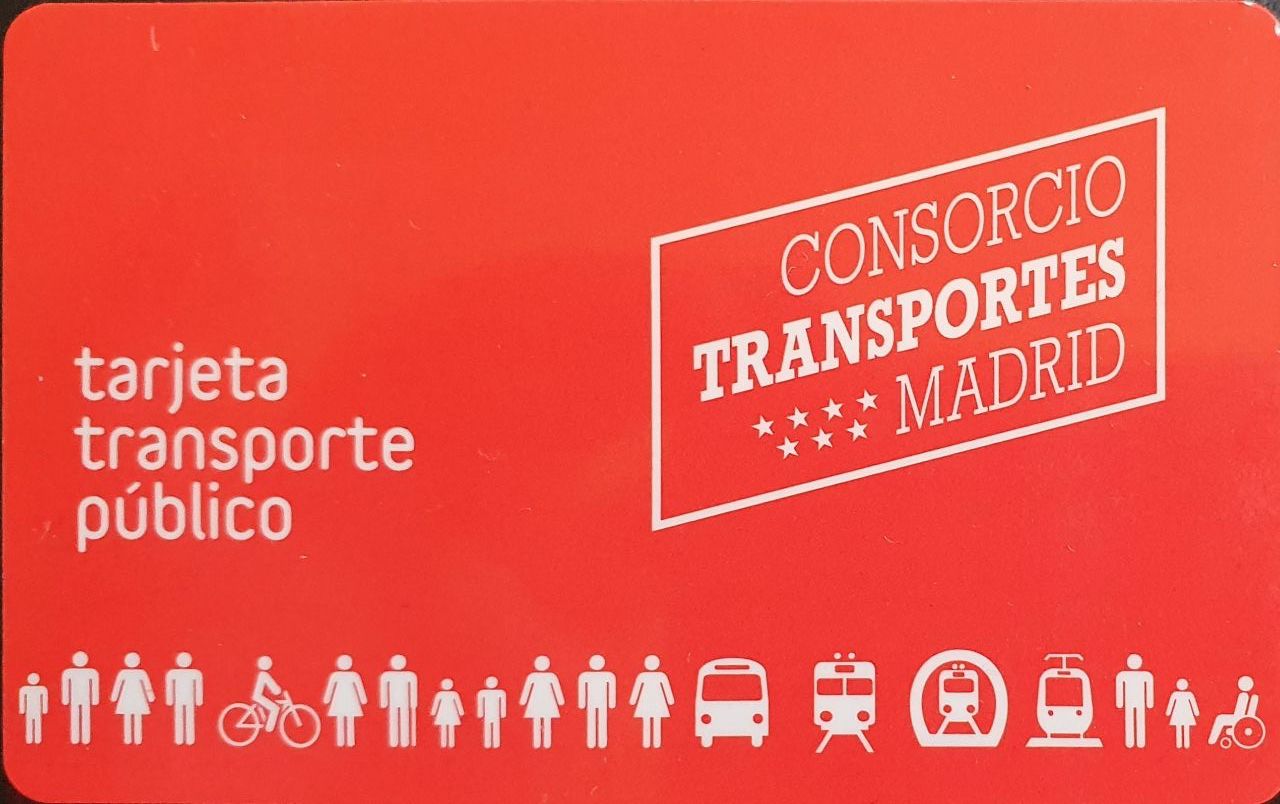 CONSORCIO
TRANSPORTES
MADRID
tarjeta
transporte
público